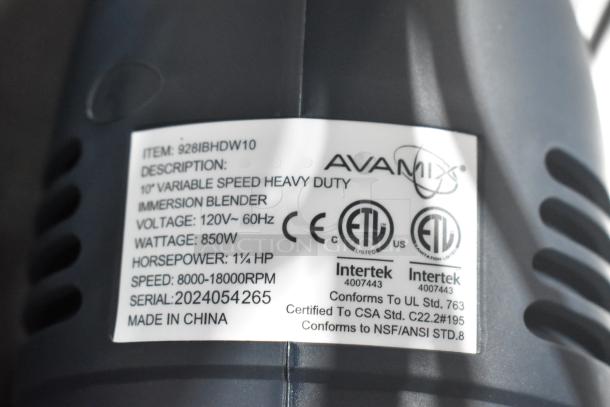 ITEM: 928IBHDW10
DESCRIPTION:
10" VARIABLE SPEED HEAVY DUTY
IMMERSION BLENDER
VOLTAGE: 120V~ 60Hz
WATTAGE: 850W
HORSEPOWER: 1¼ HP
SPEED: 8000-18000RPM
SERIAL: 2024054265
MADE IN CHINA
AVAMIX®
CE
C ETL US
LISTED
Intertek
4007443
ETL
Intertek
4007443
Conforms To UL Std. 763
Certified To CSA Std. C22.2#195
Conforms to NSF/ANSI STD.8
AUCTION